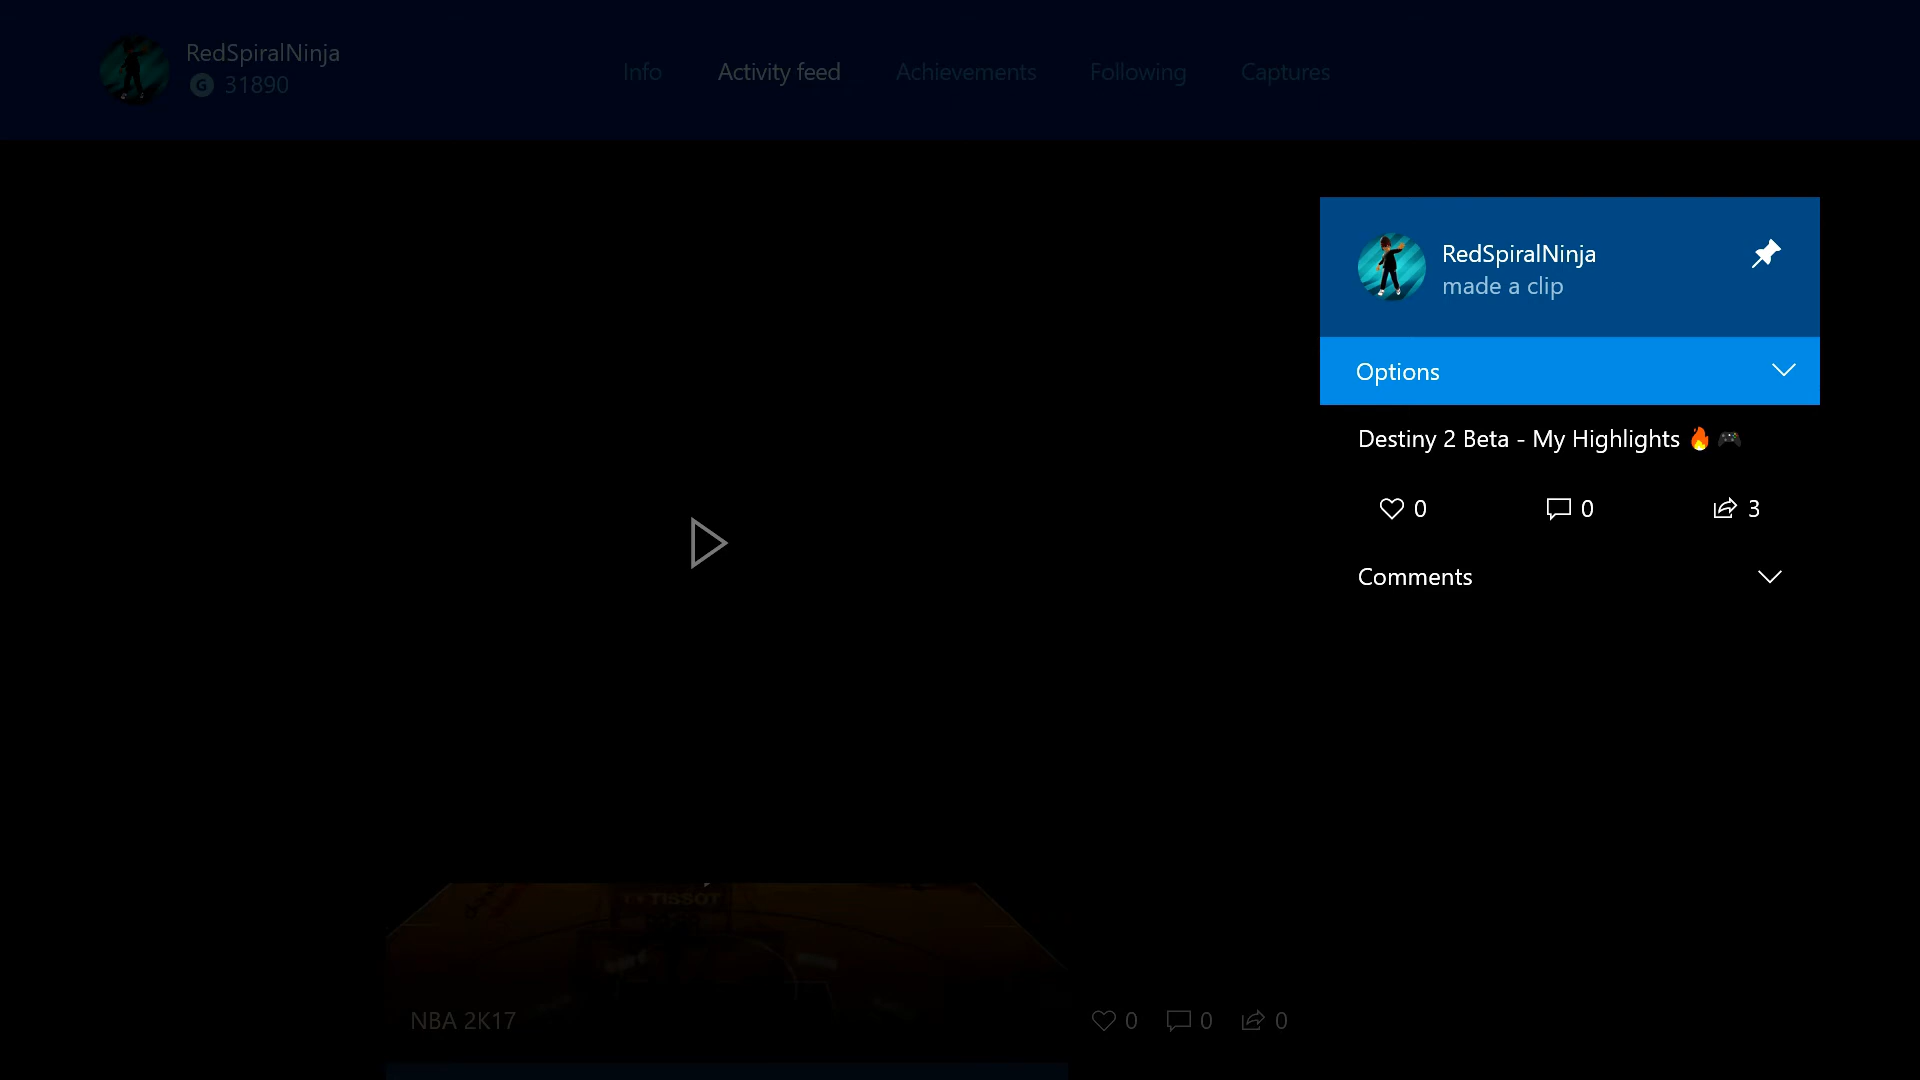 RedSpiralNinja
G 31890
Info
Activity feed
Achievements
Following
Captures
RedSpiralNinja
made a clip
Options
Destiny 2 Beta - My Highlights 🔥🎮
0
0
3
Comments
TISSOT
NBA 2K17
0
0
0